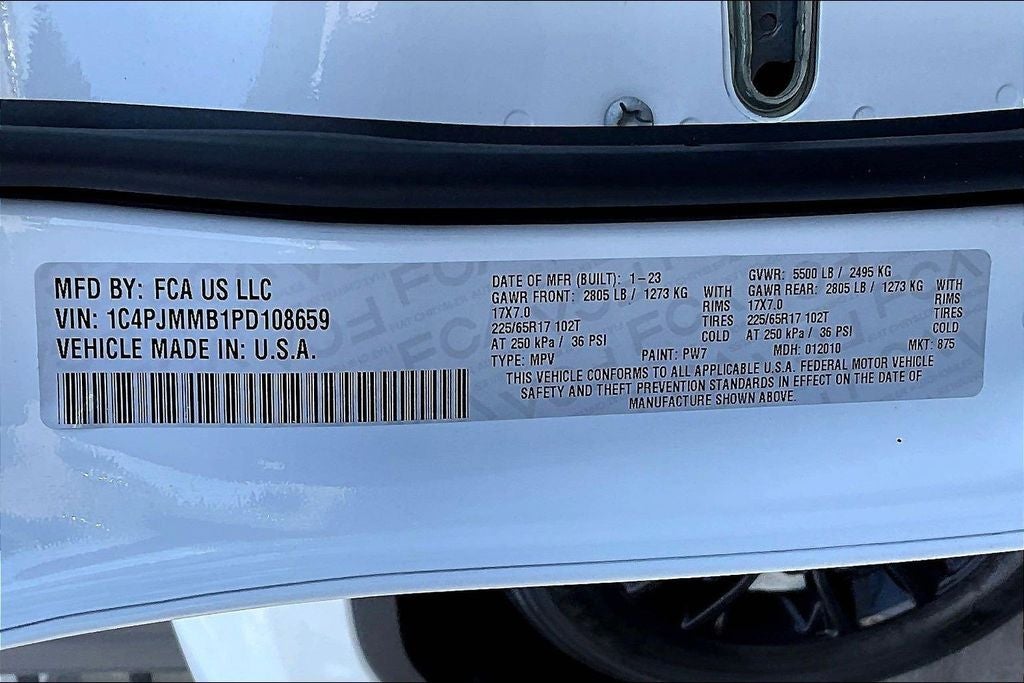 MFD BY: FCA US LLC
VIN: 1C4PJMMB1PD108659
VEHICLE MADE IN: U.S.A.
DATE OF MFR (BUILT): 1-23
GVWR: 5500 LB / 2495 KG
GAWR FRONT: 2805 LB / 1273 KG WITH GAWR REAR: 2805 LB / 1273 KG WITH
17X7.0 RIMS 17X7.0 RIMS
225/65R17 102T TIRES 225/65R17 102T TIRES
AT 250 kPa / 36 PSI COLD AT 250 kPa / 36 PSI COLD
TYPE: MPV PAINT: PW7 MDH: 012010 MKT: 875
THIS VEHICLE CONFORMS TO ALL APPLICABLE U.S.A. FEDERAL MOTOR VEHICLE
SAFETY AND THEFT PREVENTION STANDARDS IN EFFECT ON THE DATE OF
MANUFACTURE SHOWN ABOVE.